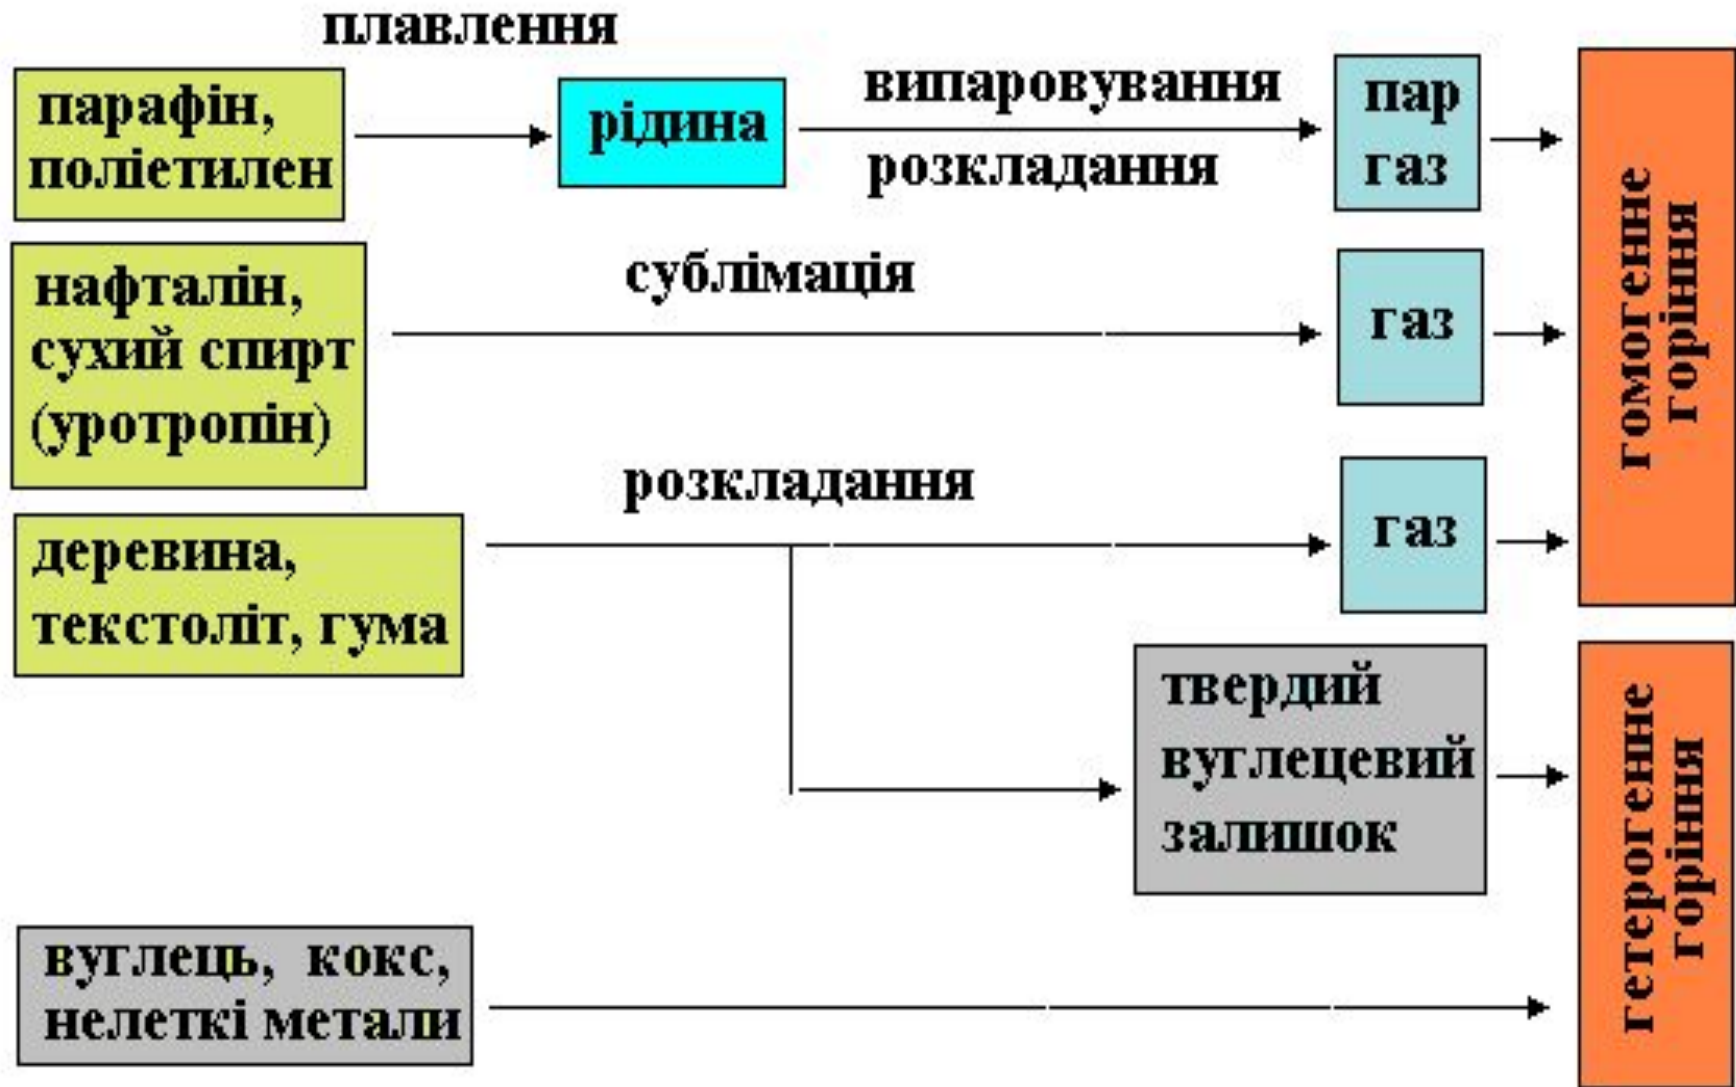 плавлення
парафін,
поліетилен
рідина
випаровування
розкладання
пар
газ
нафталін,
сухий спирт
(уротропін)
сублімація
газ
гомогенне
горіння
деревина,
текстоліт, гума
розкладання
газ
твердий
вуглецевий
залишок
гетерогенне
горіння
вуглець, кокс,
нелеткі метали